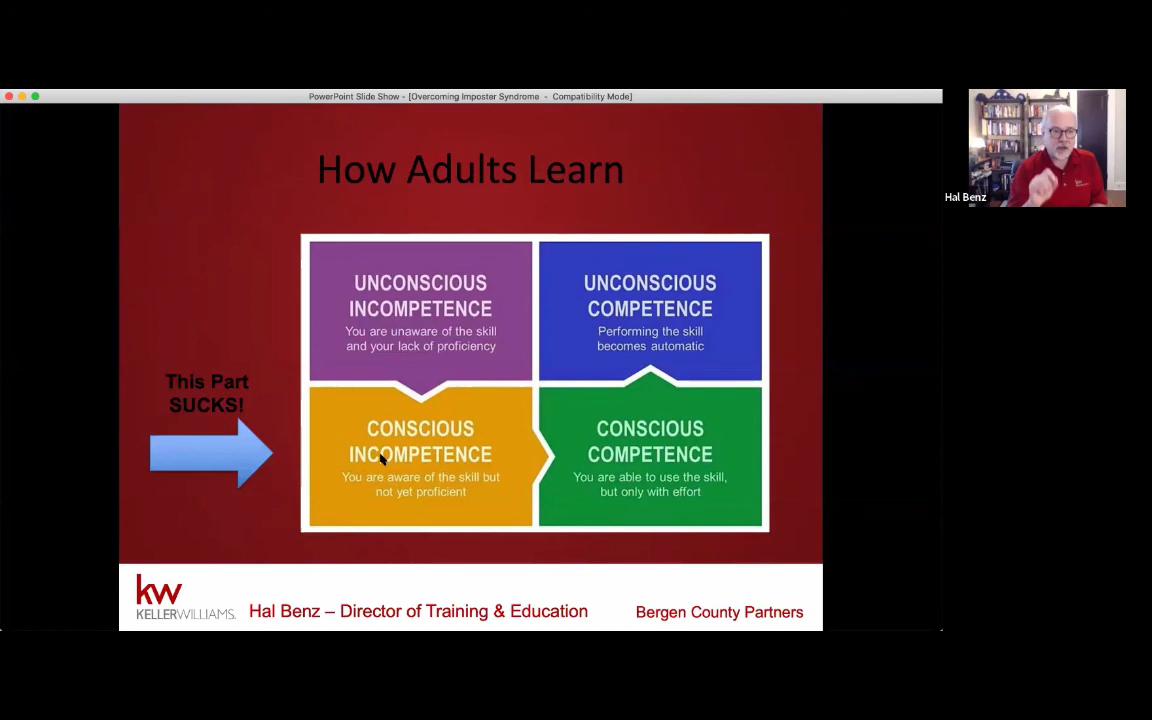 PowerPoint Slide Show - [Overcoming Imposter Syndrome - Compatibility Mode]
How Adults Learn
UNCONSCIOUS
INCOMPETENCE
You are unaware of the skill
and your lack of proficiency
UNCONSCIOUS
COMPETENCE
Performing the skill
becomes automatic
This Part
SUCKS!
CONSCIOUS
INCOMPETENCE
You are aware of the skill but
not yet proficient
CONSCIOUS
COMPETENCE
You are able to use the skill,
but only with effort
kw
KELLERWILLIAMS.
Hal Benz – Director of Training & Education
Bergen County Partners
Hal Benz
kw